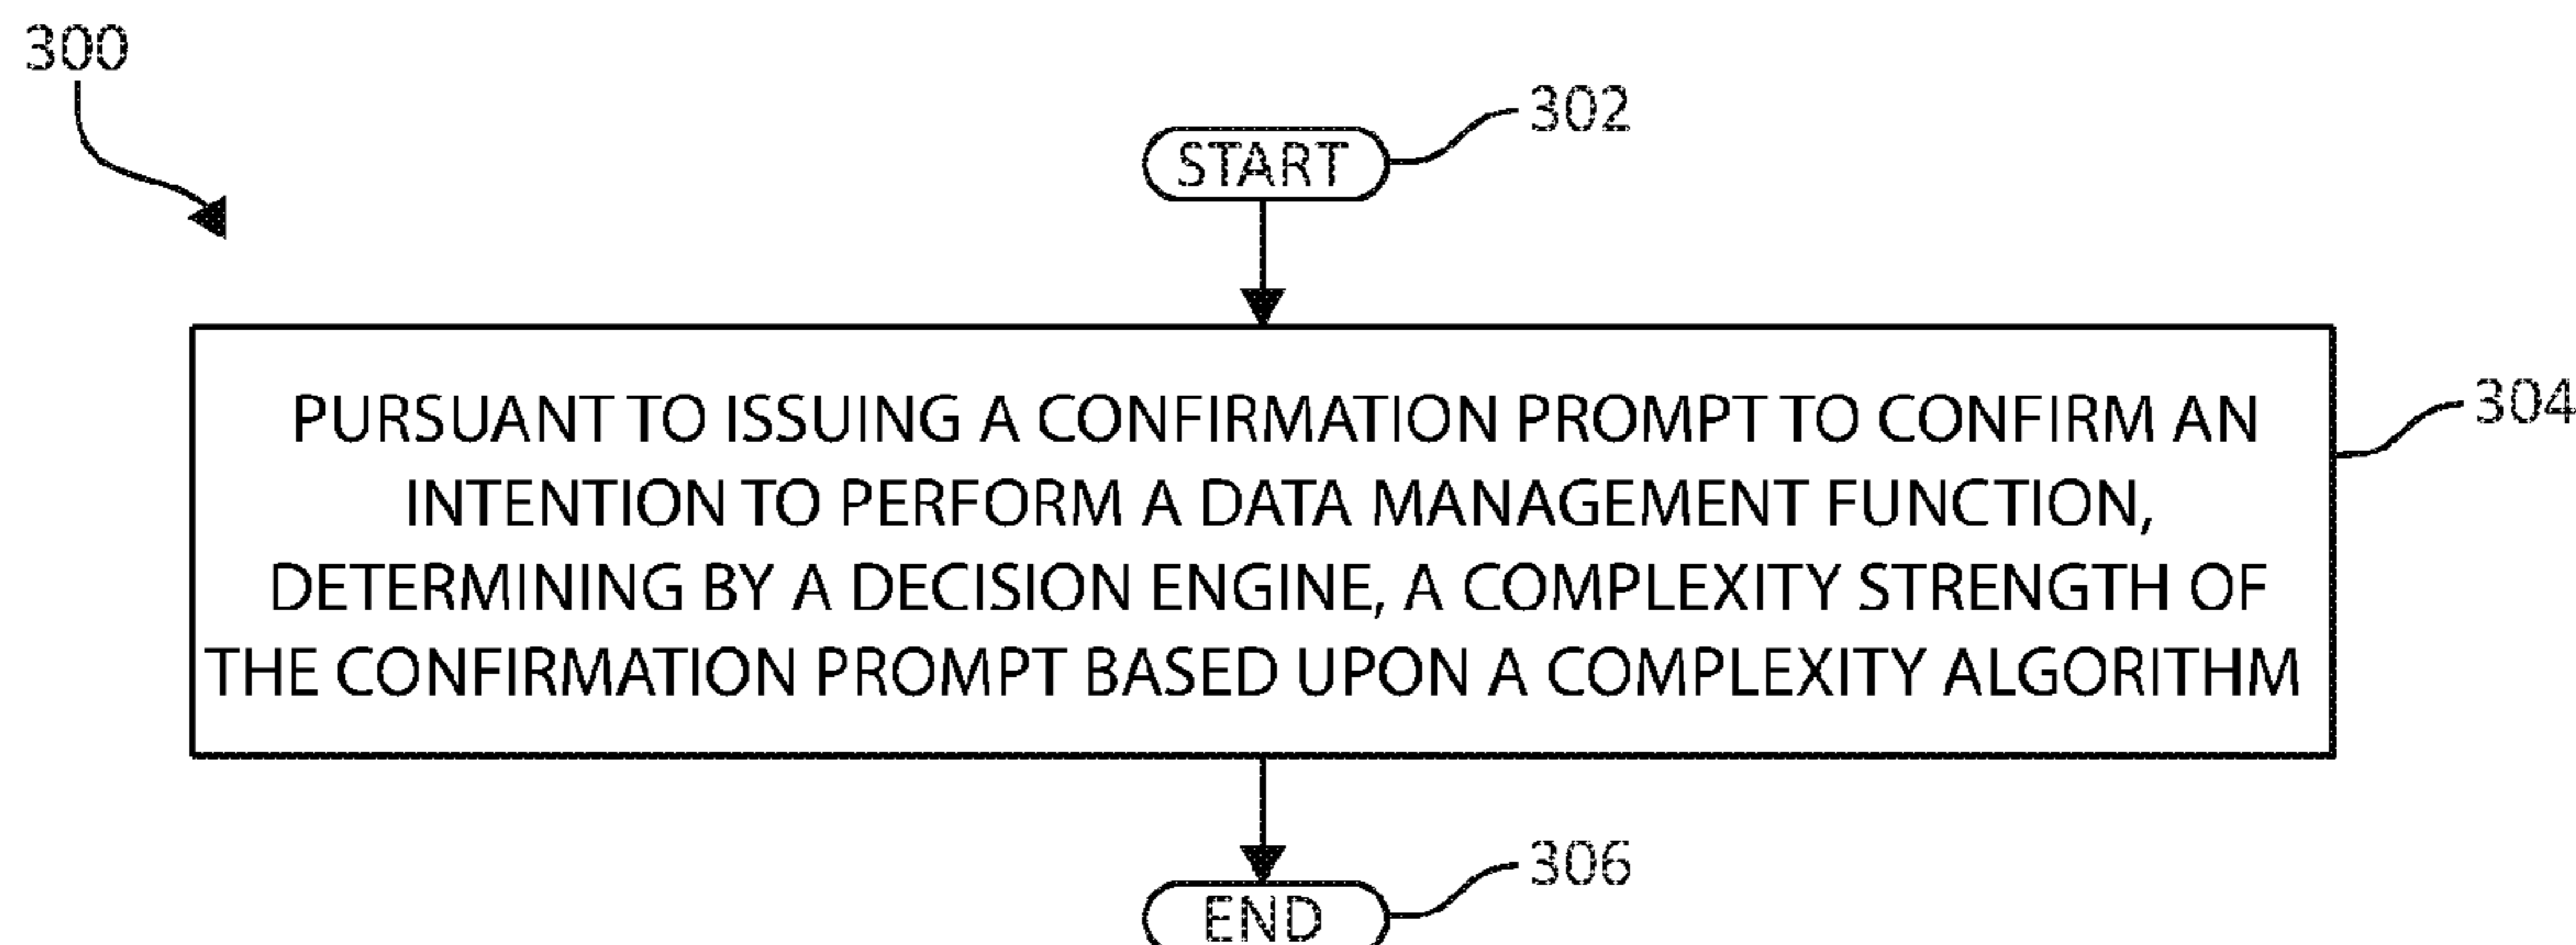 300
302
START
PURSUANT TO ISSUING A CONFIRMATION PROMPT TO CONFIRM AN
304
INTENTION TO PERFORM A DATA MANAGEMENT FUNCTION,
DETERMINING BY A DECISION ENGINE, A COMPLEXITY STRENGTH OF
THE CONFIRMATION PROMPT BASED UPON A COMPLEXITY ALGORITHM
306
END